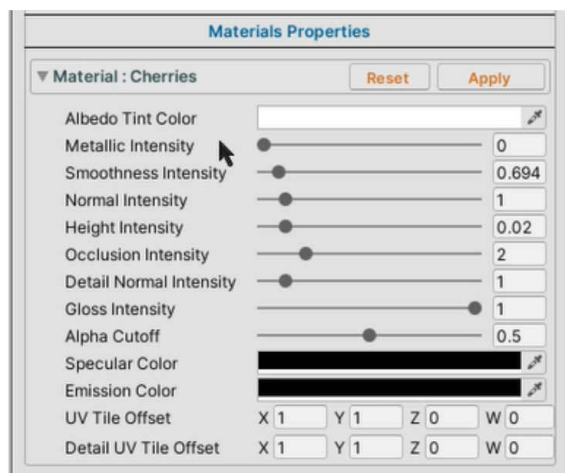 Materials Properties
Material : Cherries Reset Apply
Albedo Tint Color
Metallic Intensity 0
Smoothness Intensity 0.694
Normal Intensity 1
Height Intensity 0.02
Occlusion Intensity 2
Detail Normal Intensity 1
Gloss Intensity 1
Alpha Cutoff 0.5
Specular Color
Emission Color
UV Tile Offset X 1 Y 1 Z 0 W 0
Detail UV Tile Offset X 1 Y 1 Z 0 W 0